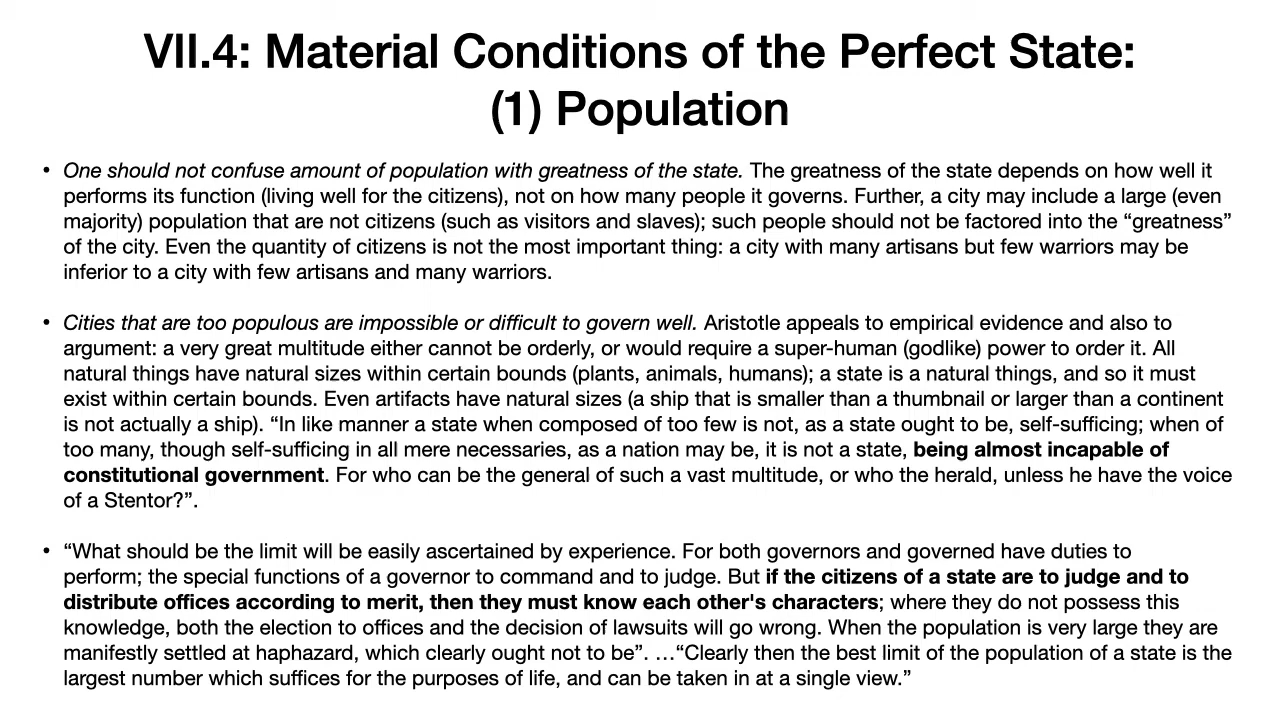 VII.4: Material Conditions of the Perfect State:
(1) Population
• One should not confuse amount of population with greatness of the state. The greatness of the state depends on how well it
performs its function (living well for the citizens), not on how many people it governs. Further, a city may include a large (even
majority) population that are not citizens (such as visitors and slaves); such people should not be factored into the “greatness”
of the city. Even the quantity of citizens is not the most important thing: a city with many artisans but few warriors may be
inferior to a city with few artisans and many warriors.
• Cities that are too populous are impossible or difficult to govern well. Aristotle appeals to empirical evidence and also to
argument: a very great multitude either cannot be orderly, or would require a super-human (godlike) power to order it. All
natural things have natural sizes within certain bounds (plants, animals, humans); a state is a natural things, and so it must
exist within certain bounds. Even artifacts have natural sizes (a ship that is smaller than a thumbnail or larger than a continent
is not actually a ship). “In like manner a state when composed of too few is not, as a state ought to be, self-sufficing; when of
too many, though self-sufficing in all mere necessaries, as a nation may be, it is not a state, being almost incapable of
constitutional government. For who can be the general of such a vast multitude, or who the herald, unless he have the voice
of a Stentor?”.
• “What should be the limit will be easily ascertained by experience. For both governors and governed have duties to
perform; the special functions of a governor to command and to judge. But if the citizens of a state are to judge and to
distribute offices according to merit, then they must know each other's characters; where they do not possess this
knowledge, both the election to offices and the decision of lawsuits will go wrong. When the population is very large they are
manifestly settled at haphazard, which clearly ought not to be”. …“Clearly then the best limit of the population of a state is the
largest number which suffices for the purposes of life, and can be taken in at a single view.”